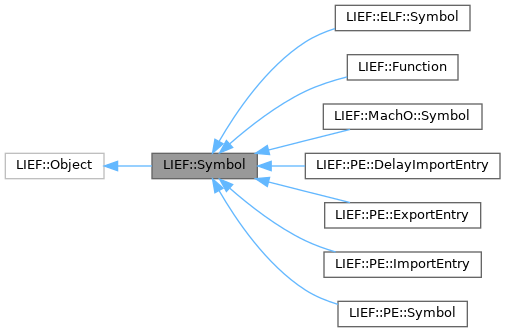 LIEF::ELF::Symbol
LIEF::Function
LIEF::MachO::Symbol
LIEF::Object
LIEF::Symbol
LIEF::PE::DelayImportEntry
LIEF::PE::ExportEntry
LIEF::PE::ImportEntry
LIEF::PE::Symbol